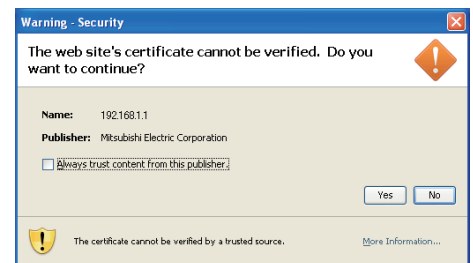 Warning - Security
The web site's certificate cannot be verified. Do you
want to continue?
Name: 192.168.1.1
Publisher: Mitsubishi Electric Corporation
Always trust content from this publisher.
Yes No
The certificate cannot be verified by a trusted source. More Information...